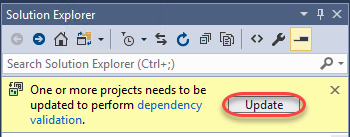 Solution Explorer
Search Solution Explorer (Ctrl+;)
One or more projects needs to be
updated to perform dependency
validation.
Update